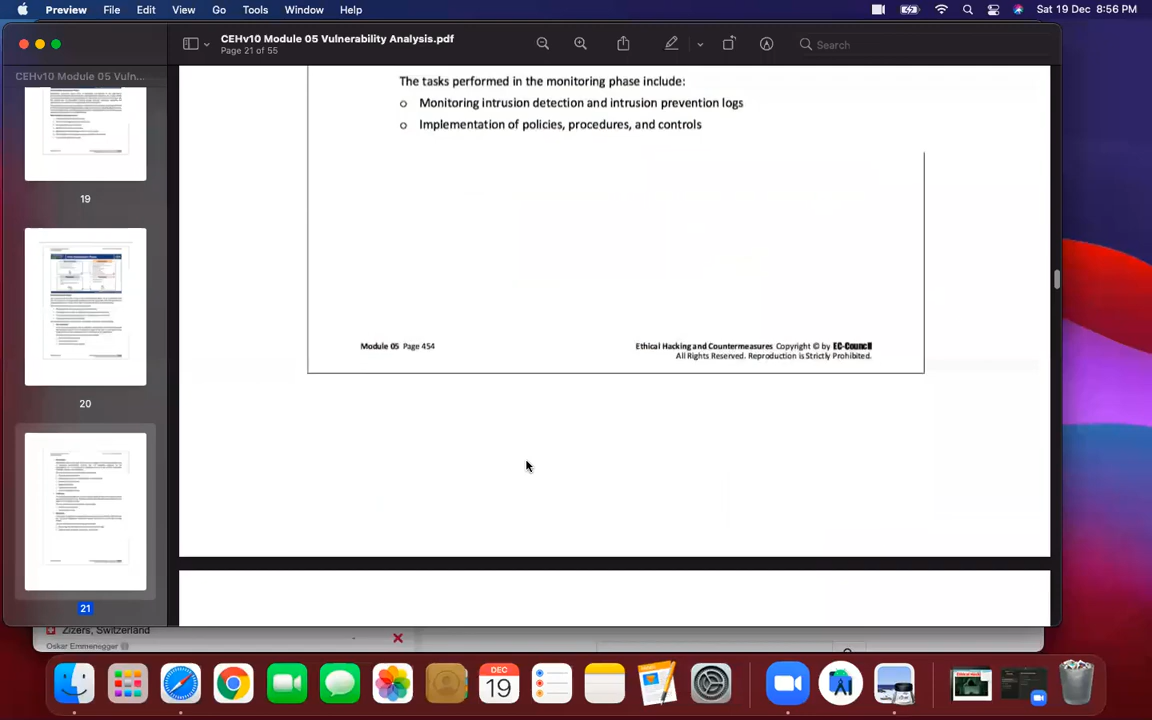 Preview File Edit View Go Tools Window Help Sat 19 Dec 8:56 PM
CEHv10 Module 05 Vulnerability Analysis.pdf
Page 21 of 55
Search
CEHv10 Module 05 Vuln...
19
20
21
The tasks performed in the monitoring phase include:
o Monitoring intrusion detection and intrusion prevention logs
o Implementation of policies, procedures, and controls
Module 05 Page 454
Ethical Hacking and Countermeasures Copyright © by EC-Council
All Rights Reserved. Reproduction is Strictly Prohibited.
Zizers, Switzerland
Oskar Emmenegger
DEC
19